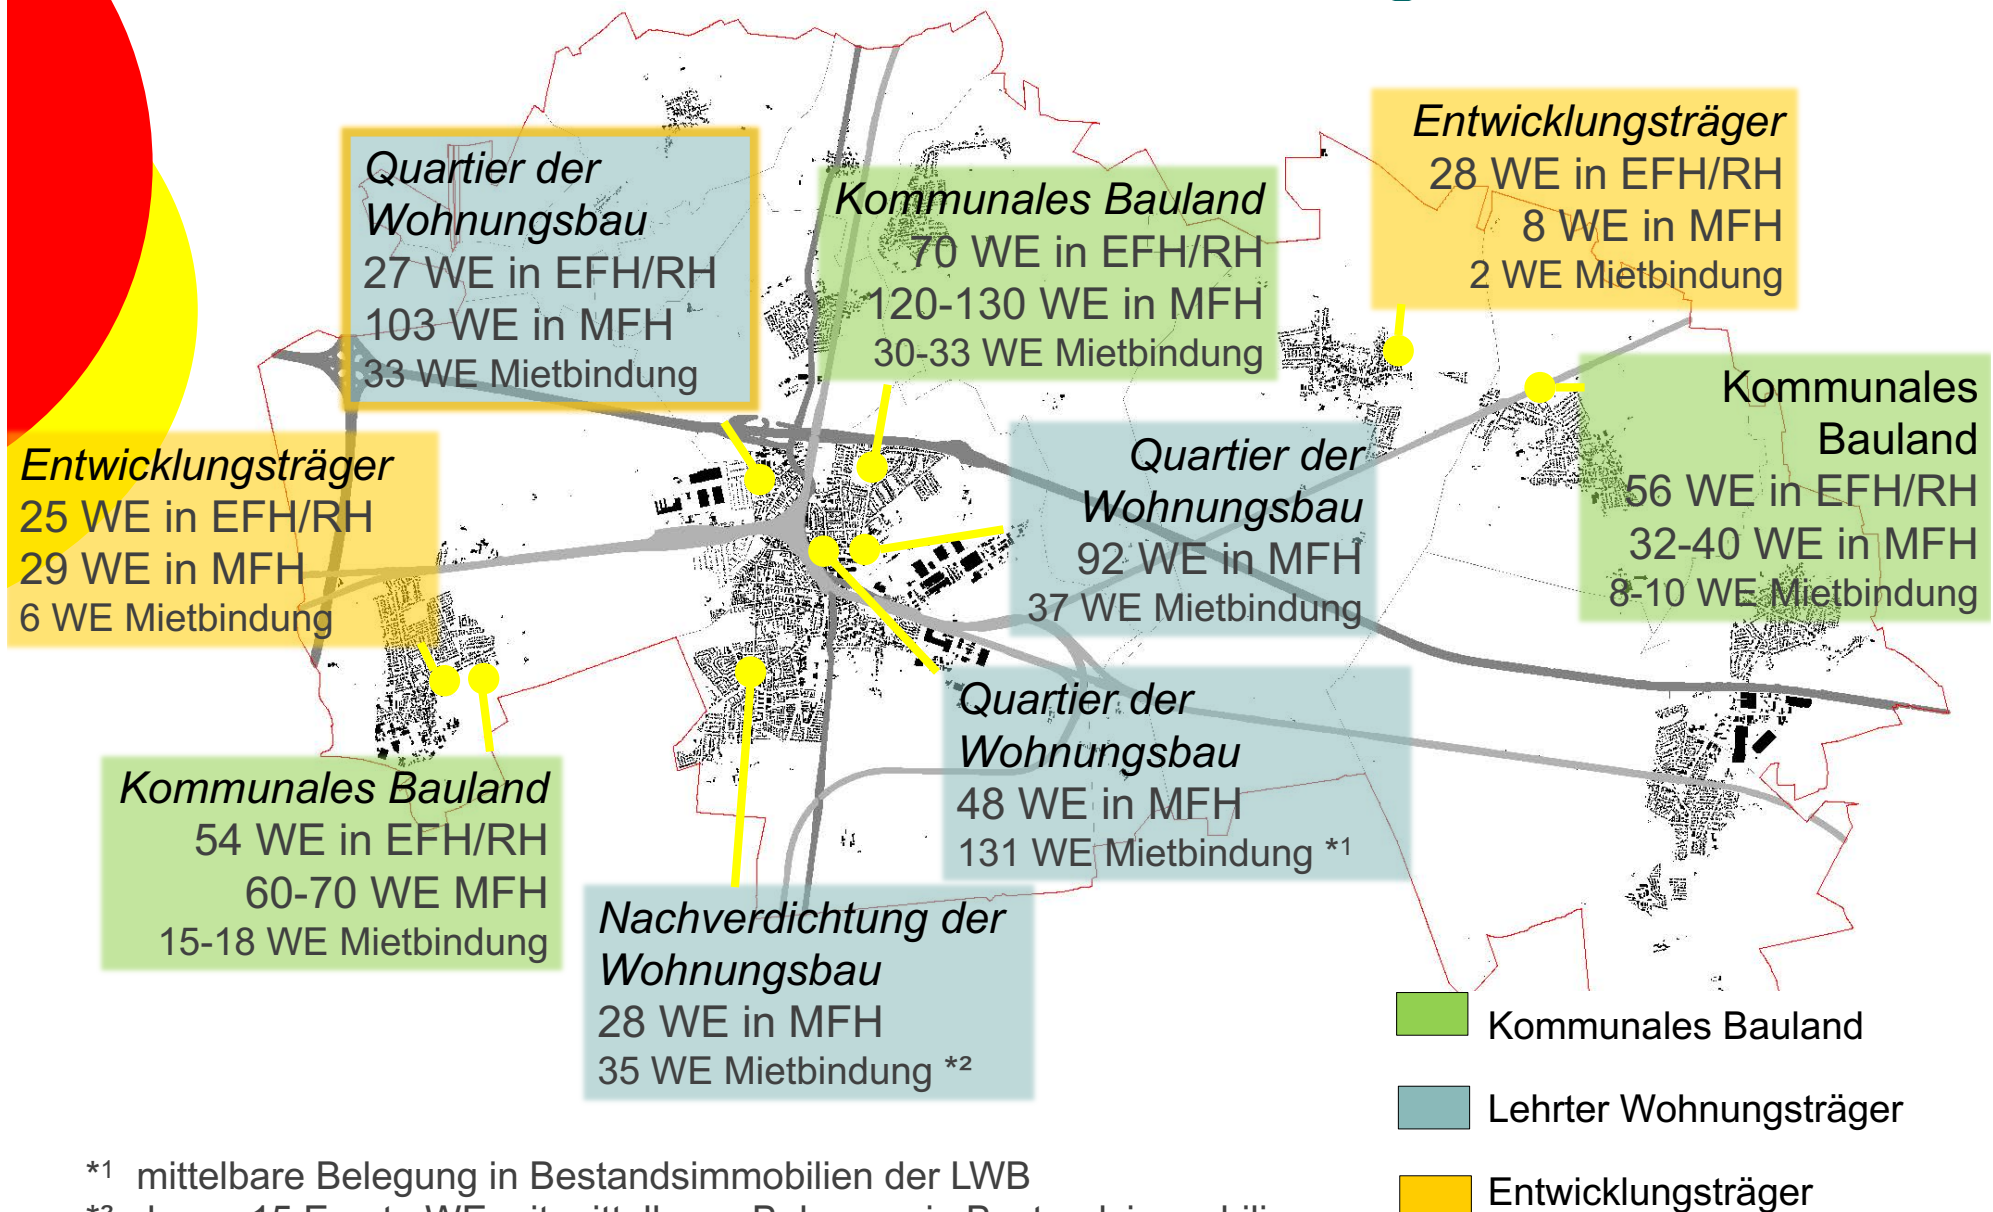 Quartier der
Wohnungsbau
27 WE in EFH/RH
103 WE in MFH
33 WE Mietbindung
Kommunales Bauland
70 WE in EFH/RH
120-130 WE in MFH
30-33 WE Mietbindung
Entwicklungsträger
28 WE in EFH/RH
8 WE in MFH
2 WE Mietbindung
Kommunales
Bauland
56 WE in EFH/RH
32-40 WE in MFH
8-10 WE Mietbindung
Entwicklungsträger
25 WE in EFH/RH
29 WE in MFH
6 WE Mietbindung
Quartier der
Wohnungsbau
92 WE in MFH
37 WE Mietbindung
Quartier der
Wohnungsbau
48 WE in MFH
131 WE Mietbindung *¹
Kommunales Bauland
54 WE in EFH/RH
60-70 WE MFH
15-18 WE Mietbindung
Nachverdichtung der
Wohnungsbau
28 WE in MFH
35 WE Mietbindung *²
Kommunales Bauland
Lehrter Wohnungsträger
Entwicklungsträger
*¹ mittelbare Belegung in Bestandsimmobilien der LWB